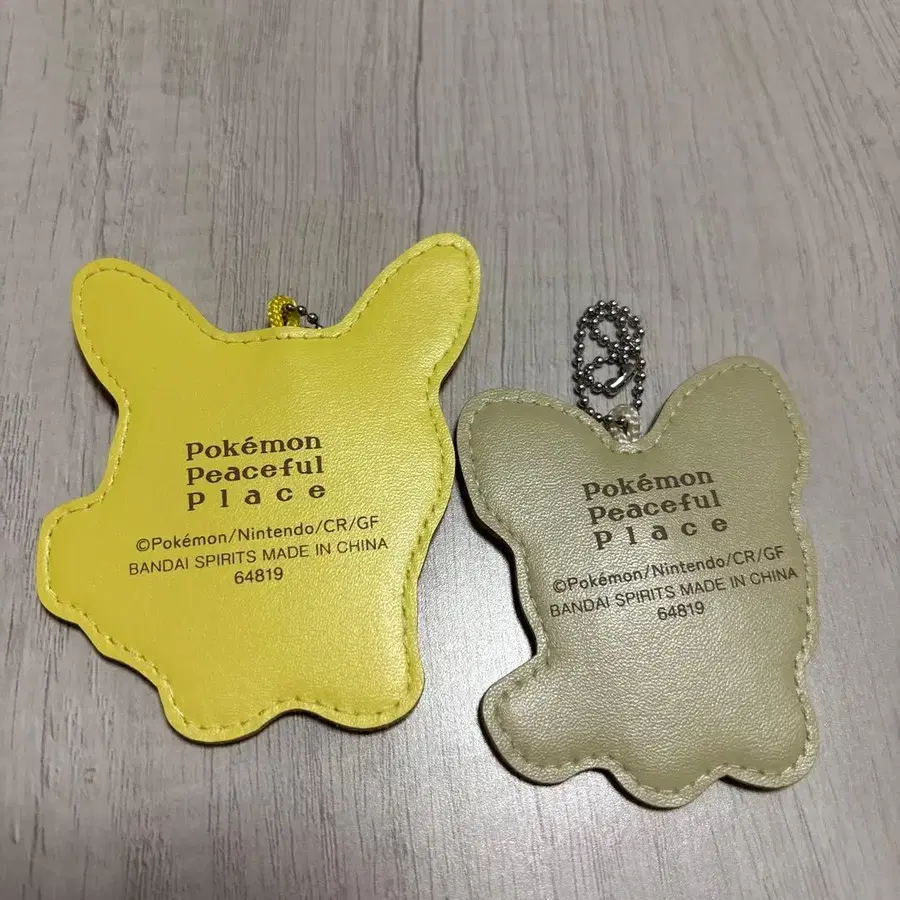 Pokémon
Peaceful
Place
©Pokémon/Nintendo/CR/GF
BANDAI SPIRITS MADE IN CHINA
64819
Pokémon
Peaceful
Place
©Pokémon/Nintendo/CR/GF
BANDAI SPIRITS MADE IN CHINA
64819